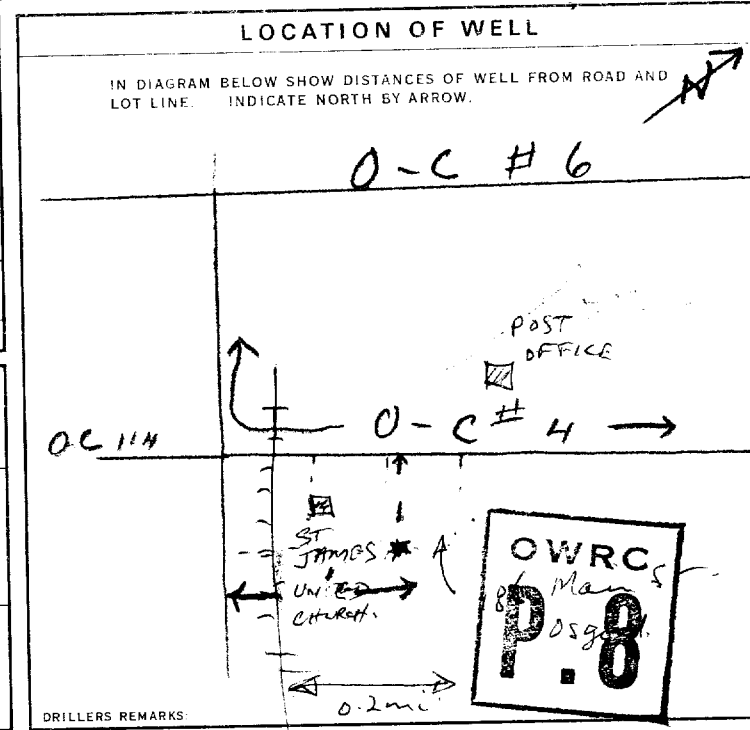 LOCATION OF WELL
IN DIAGRAM BELOW SHOW DISTANCES OF WELL FROM ROAD AND
LOT LINE. INDICATE NORTH BY ARROW.
N
O-C # 6
POST
OFFICE
O-C # 4
OC
ST
JAMES
UNITED
CHURCH.
A
OWRC
Main S
P.8
0.2mi
DRILLERS REMARKS: